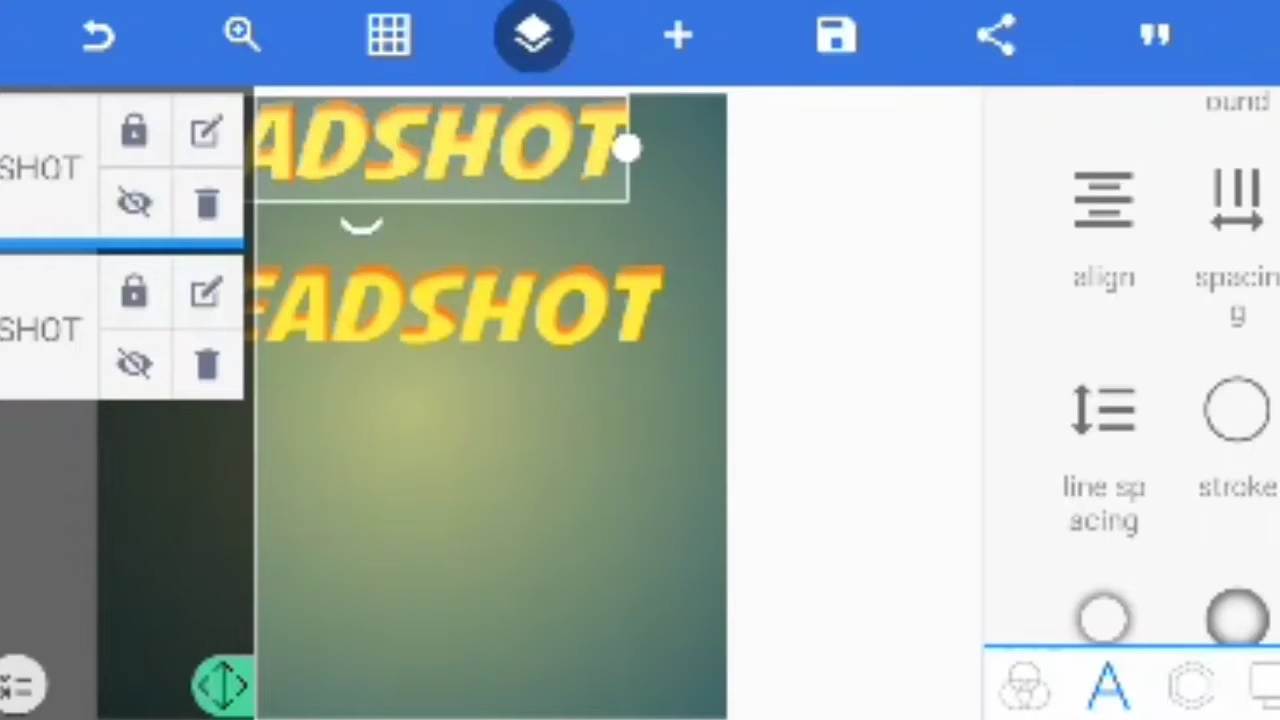 ound
ADSHOT
SHOT
align
spacin
g
EADSHOT
SHOT
line sp
acing
stroke